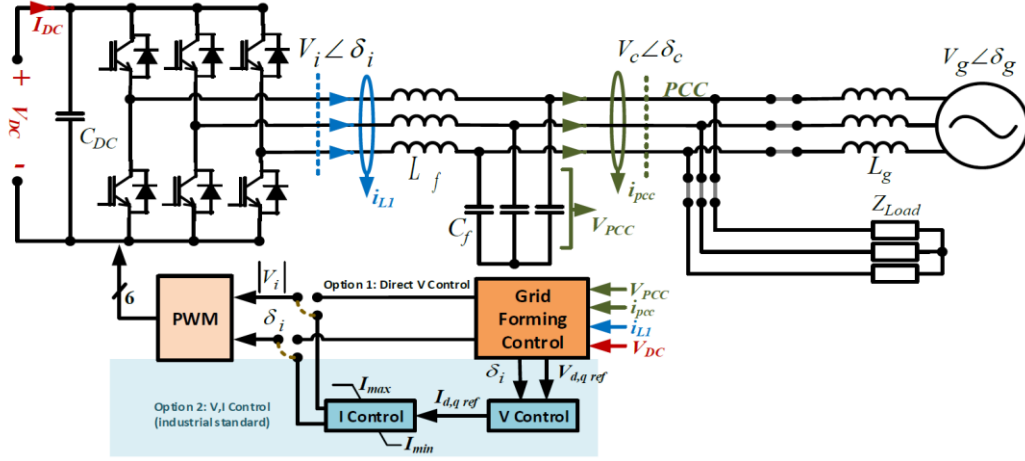 I_DC
+
V_DC
-
C_DC
V_i∠δ_i
i_L1
L_f
C_f
V_PCC
V_c∠δ_c
PCC
i_pcc
V_g∠δ_g
L_g
Z_Load
6
PWM
|V_i|
δ_i
Option 1: Direct V Control
Grid
Forming
Control
V_PCC
i_pcc
i_L1
V_DC
δ_i
V_d,q ref
Option 2: V,I Control
(industrial standard)
I_max
I Control
I_min
I_d,q ref
V Control